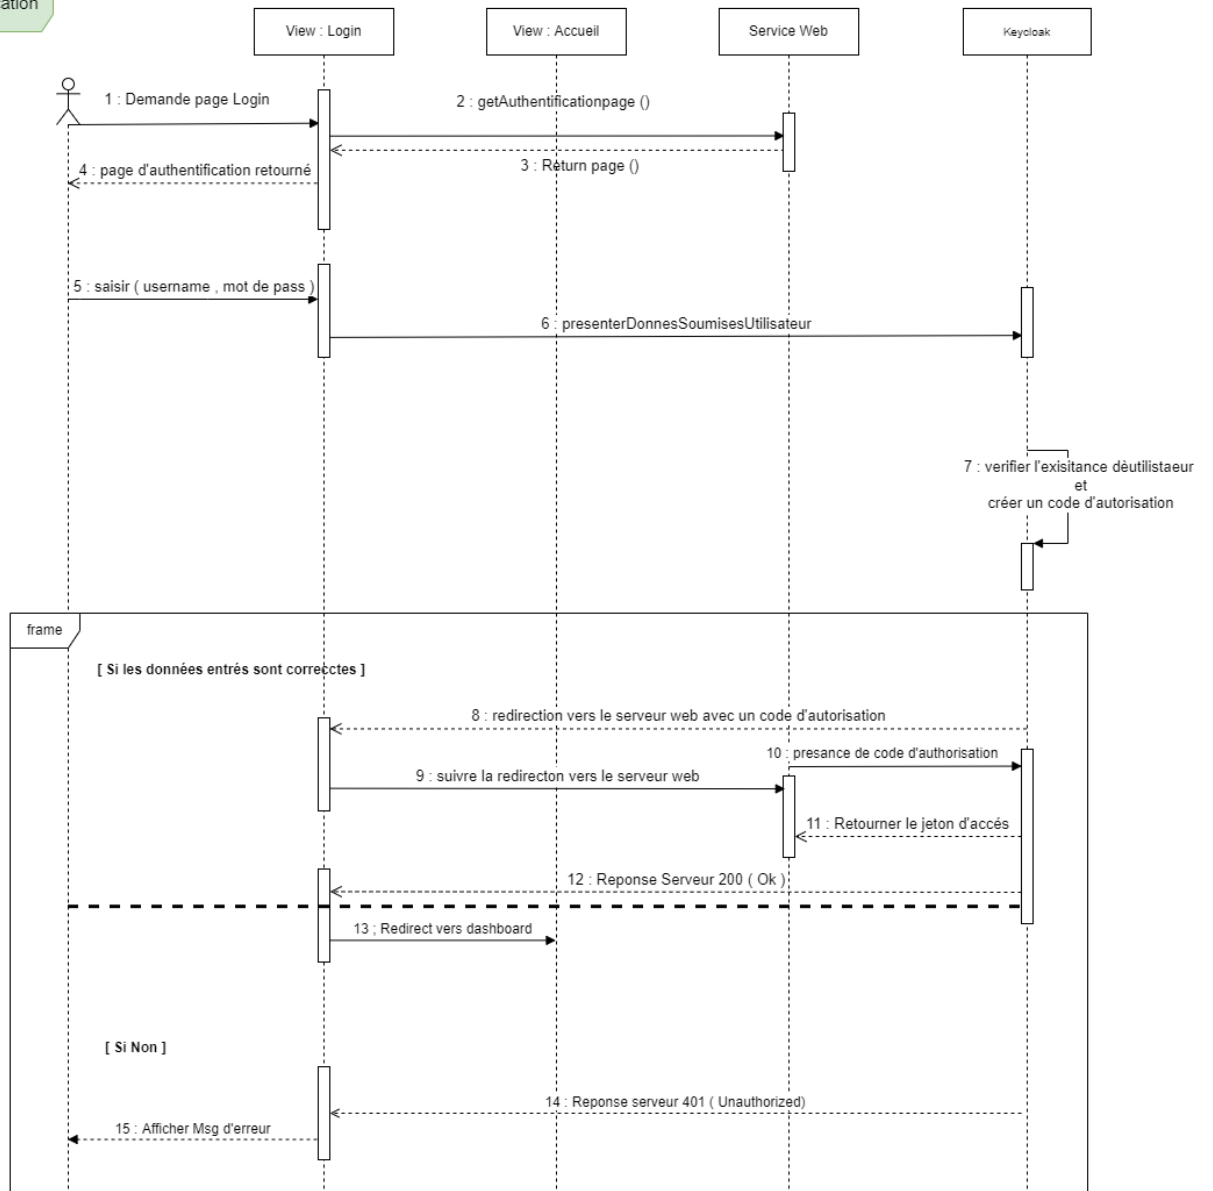 View : Login
View : Accueil
Service Web
Keycloak
1 : Demande page Login
2 : getAuthentificationpage ()
3 : Return page ()
4 : page d'authentification retourné
5 : saisir ( username , mot de pass )
6 : presenterDonnesSoumisesUtilisateur
7 : verifier l'exisitance dèutilistaeur
et
créer un code d'autorisation
frame
[ Si les données entrés sont correcctes ]
8 : redirection vers le serveur web avec un code d'autorisation
10 : presance de code d'authorisation
9 : suivre la redirecton vers le serveur web
11 : Retourner le jeton d'accés
12 : Reponse Serveur 200 ( Ok )
13 ; Redirect vers dashboard
[ Si Non ]
14 : Reponse serveur 401 ( Unauthorized)
15 : Afficher Msg d'erreur